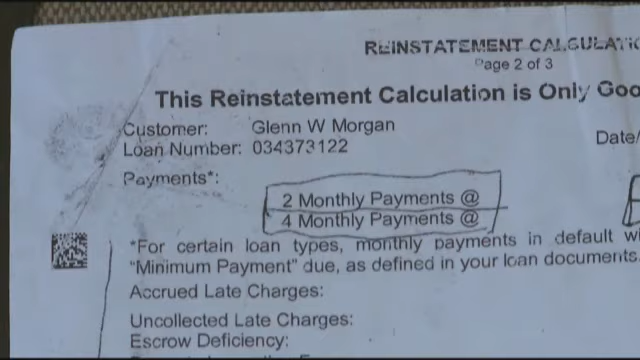 REINSTATEMENT CALCULATIO
Page 2 of 3
This Reinstatement Calculation is Only Goo
Customer: Glenn W Morgan
Loan Number: 034373122
Date/
Payments*:
2 Monthly Payments @
4 Monthly Payments @
*For certain loan types, monthly payments in default wi
"Minimum Payment" due, as defined in your loan documents.
Accrued Late Charges:
Uncollected Late Charges:
Escrow Deficiency: